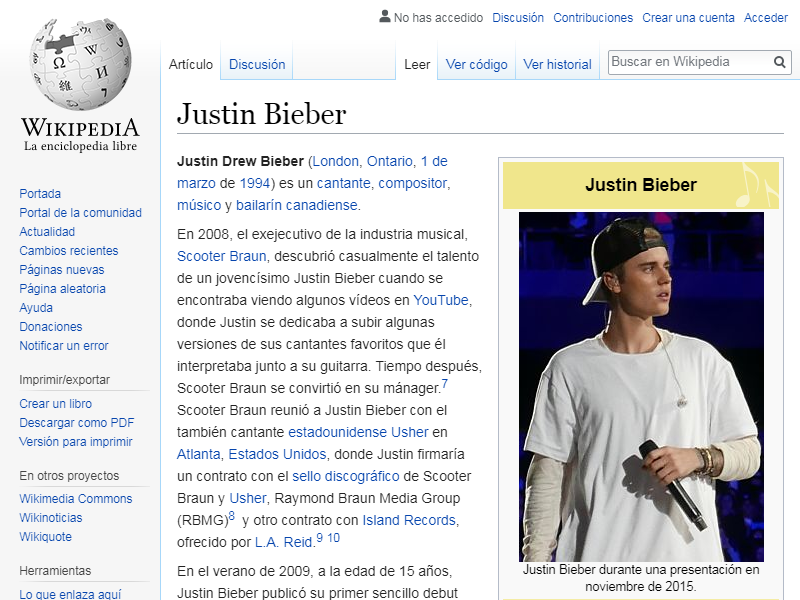 No has accedido Discusión Contribuciones Crear una cuenta Acceder
Artículo Discusión Leer Ver código Ver historial Buscar en Wikipedia
WIKIPEDIA
La enciclopedia libre
Portada
Portal de la comunidad
Actualidad
Cambios recientes
Páginas nuevas
Página aleatoria
Ayuda
Donaciones
Notificar un error
Imprimir/exportar
Crear un libro
Descargar como PDF
Versión para imprimir
En otros proyectos
Wikimedia Commons
Wikinoticias
Wikiquote
Herramientas
Lo que enlaza aquí
Justin Bieber
Justin Drew Bieber (London, Ontario, 1 de
marzo de 1994) es un cantante, compositor,
músico y bailarín canadiense.
En 2008, el exejecutivo de la industria musical,
Scooter Braun, descubrió casualmente el talento
de un jovencísimo Justin Bieber cuando se
encontraba viendo algunos vídeos en YouTube,
donde Justin se dedicaba a subir algunas
versiones de sus cantantes favoritos que él
interpretaba junto a su guitarra. Tiempo después,
Scooter Braun se convirtió en su mánager.7
Scooter Braun reunió a Justin Bieber con el
también cantante estadounidense Usher en
Atlanta, Estados Unidos, donde Justin firmaría
un contrato con el sello discográfico de Scooter
Braun y Usher, Raymond Braun Media Group
(RBMG)8 y otro contrato con Island Records,
ofrecido por L.A. Reid.9 10
En el verano de 2009, a la edad de 15 años,
Justin Bieber publicó su primer sencillo debut
Justin Bieber
Justin Bieber durante una presentación en
noviembre de 2015.